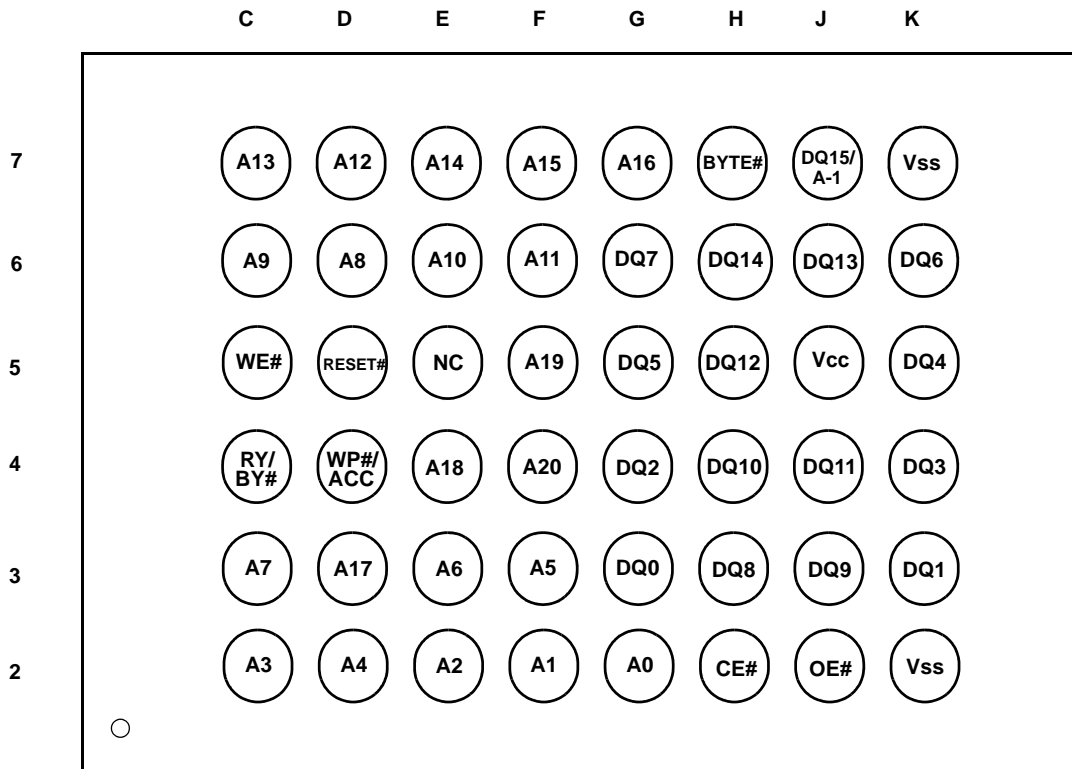 C D E F G H J K
7 A13 A12 A14 A15 A16 BYTE# DQ15/
A-1 Vss
6 A9 A8 A10 A11 DQ7 DQ14 DQ13 DQ6
5 WE# RESET# NC A19 DQ5 DQ12 Vcc DQ4
4 RY/
BY# WP#/
ACC A18 A20 DQ2 DQ10 DQ11 DQ3
3 A7 A17 A6 A5 DQ0 DQ8 DQ9 DQ1
2 A3 A4 A2 A1 A0 CE# OE# Vss